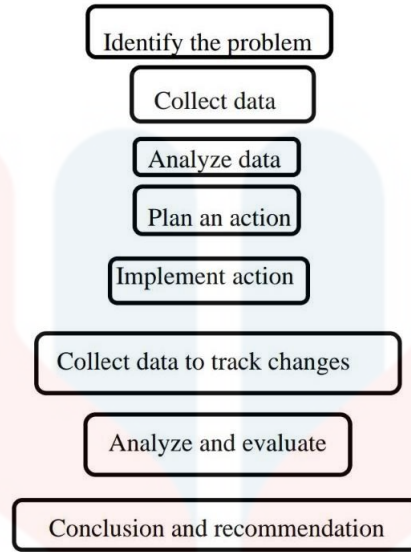 Identify the problem
Collect data
Analyze data
Plan an action
Implement action
Collect data to track changes
Analyze and evaluate
Conclusion and recommendation